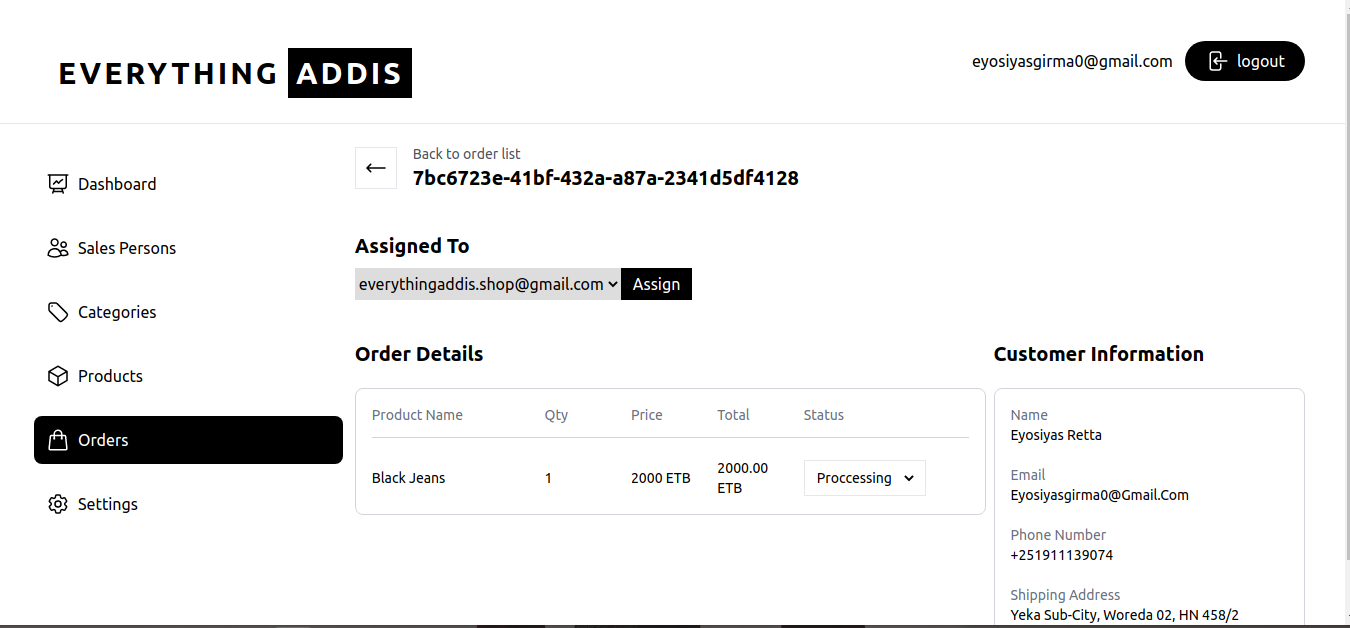 EVERYTHING ADDIS
eyosiyasgirma0@gmail.com
logout
Dashboard
Sales Persons
Categories
Products
Orders
Settings
Back to order list
7bc6723e-41bf-432a-a87a-2341d5df4128
Assigned To
everythingaddis.shop@gmail.com Assign
Order Details
Product Name Qty Price Total Status
Black Jeans 1 2000 ETB 2000.00 ETB Proccessing
Customer Information
Name
Eyosiyas Retta
Email
Eyosiyasgirma0@Gmail.Com
Phone Number
+251911139074
Shipping Address
Yeka Sub-City, Woreda 02, HN 458/2